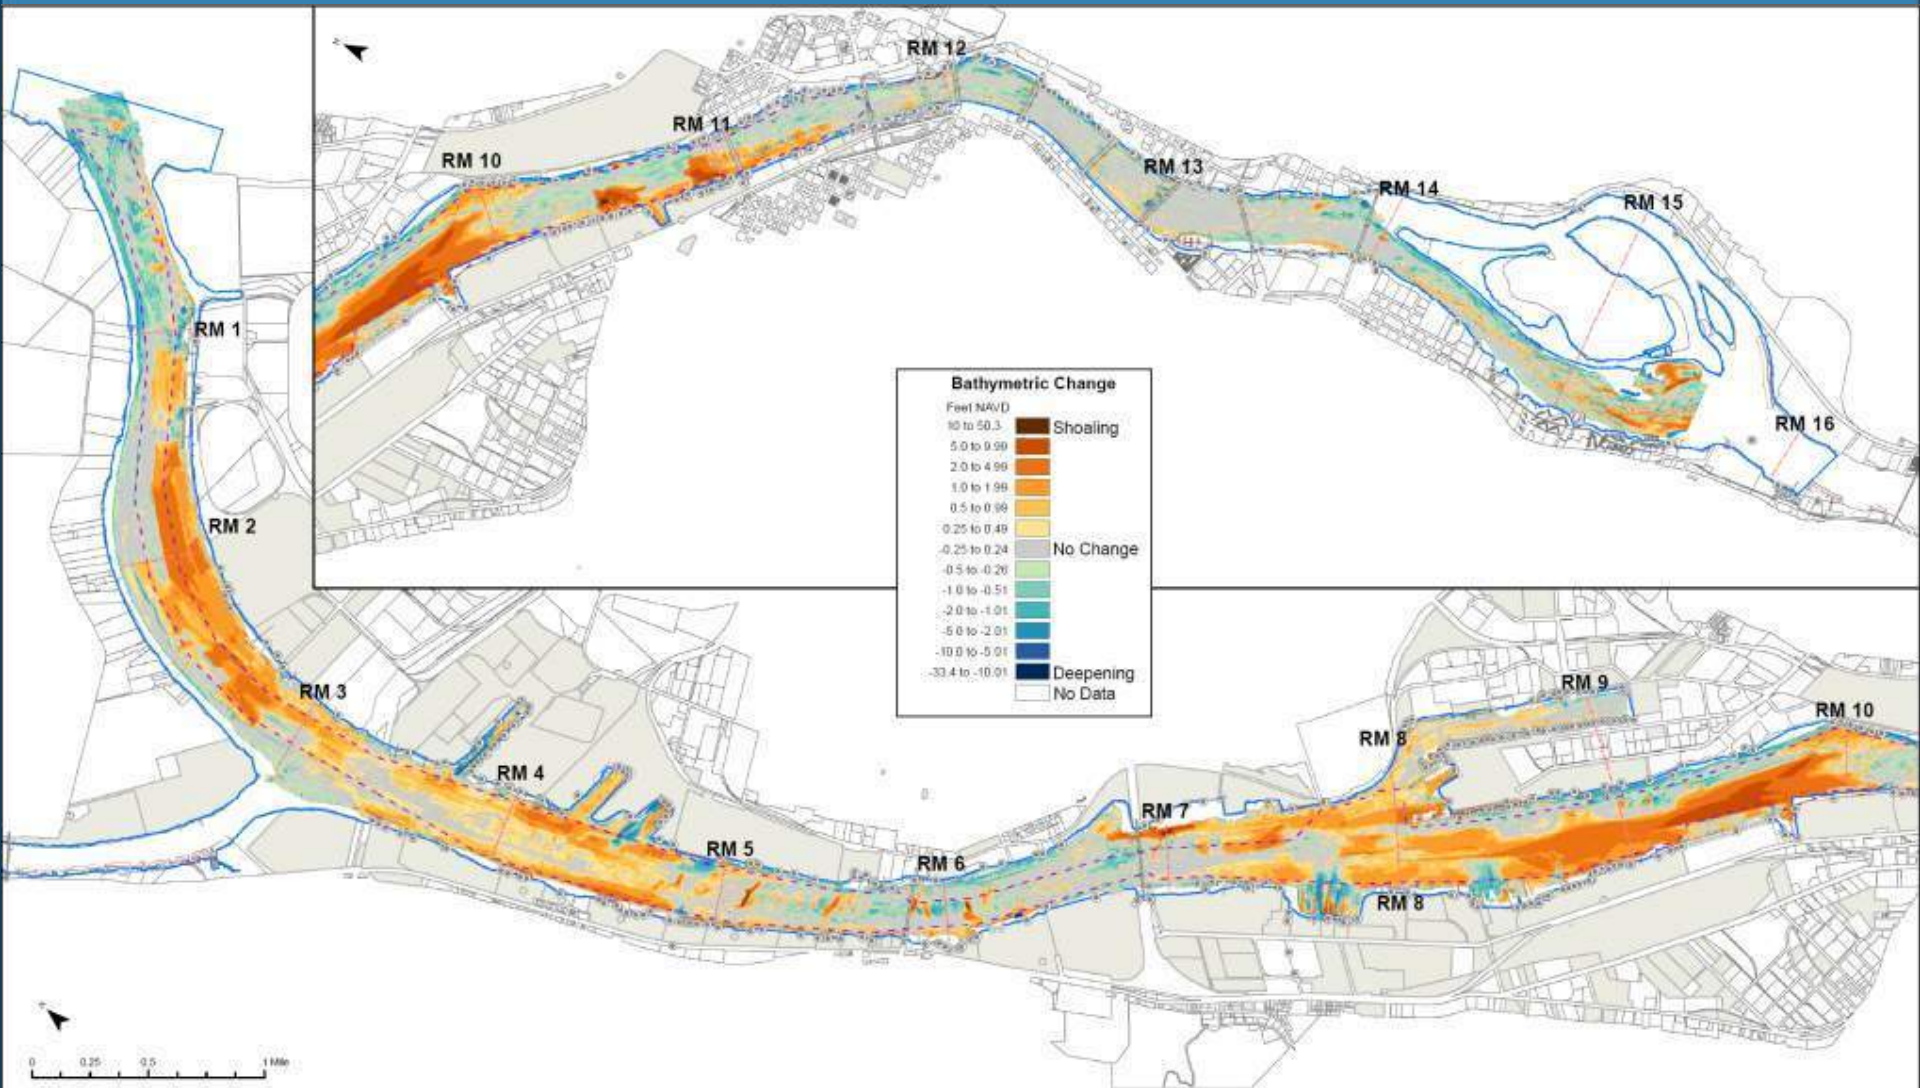 RM 12
RM 11
RM 10
RM 13
RM 14
RM 15
RM 16
RM 1
RM 2
RM 3
RM 4
RM 5
RM 6
RM 7
RM 8
RM 9
RM 10
RM 8
Bathymetric Change
Feet NAVD
10 to 50.3 Shoaling
5.0 to 9.99
2.0 to 4.99
1.0 to 1.99
0.5 to 0.99
0.25 to 0.49
-0.25 to 0.24 No Change
-0.5 to -0.26
-1.0 to -0.51
-2.0 to -1.01
-5.0 to -2.01
-10.0 to -5.01
-33.4 to -10.01 Deepening
No Data
0 0.25 0.5 1 Mile